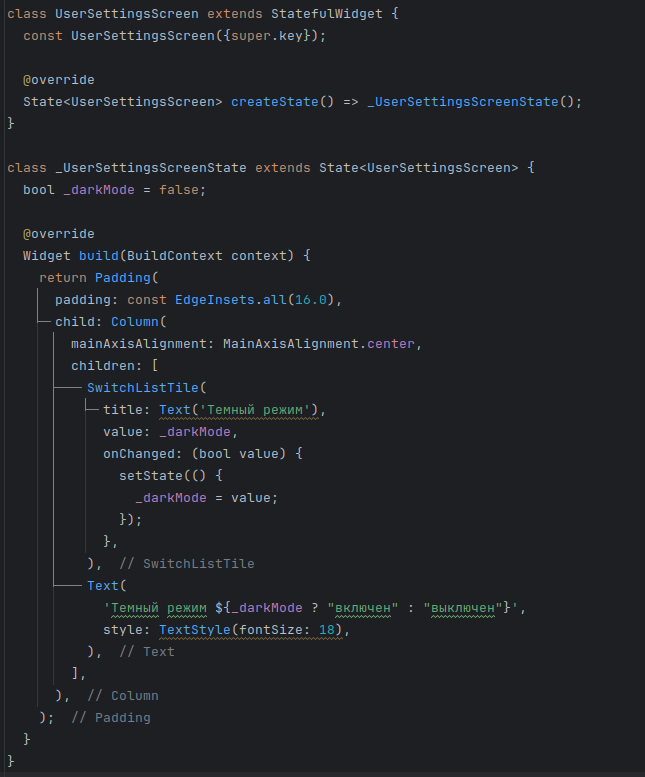 class UserSettingsScreen extends StatefulWidget {
  const UserSettingsScreen({super.key});

  @override
  State<UserSettingsScreen> createState() => _UserSettingsScreenState();
}

class _UserSettingsScreenState extends State<UserSettingsScreen> {
  bool _darkMode = false;

  @override
  Widget build(BuildContext context) {
    return Padding(
      padding: const EdgeInsets.all(16.0),
      child: Column(
        mainAxisAlignment: MainAxisAlignment.center,
        children: [
          SwitchListTile(
            title: Text('Темный режим'),
            value: _darkMode,
            onChanged: (bool value) {
              setState(() {
                _darkMode = value;
              });
            },
          ),  // SwitchListTile
          Text(
            'Темный режим ${_darkMode ? "включен" : "выключен"}',
            style: TextStyle(fontSize: 18),
          ),  // Text
        ],
      ),  // Column
    );  // Padding
  }
}